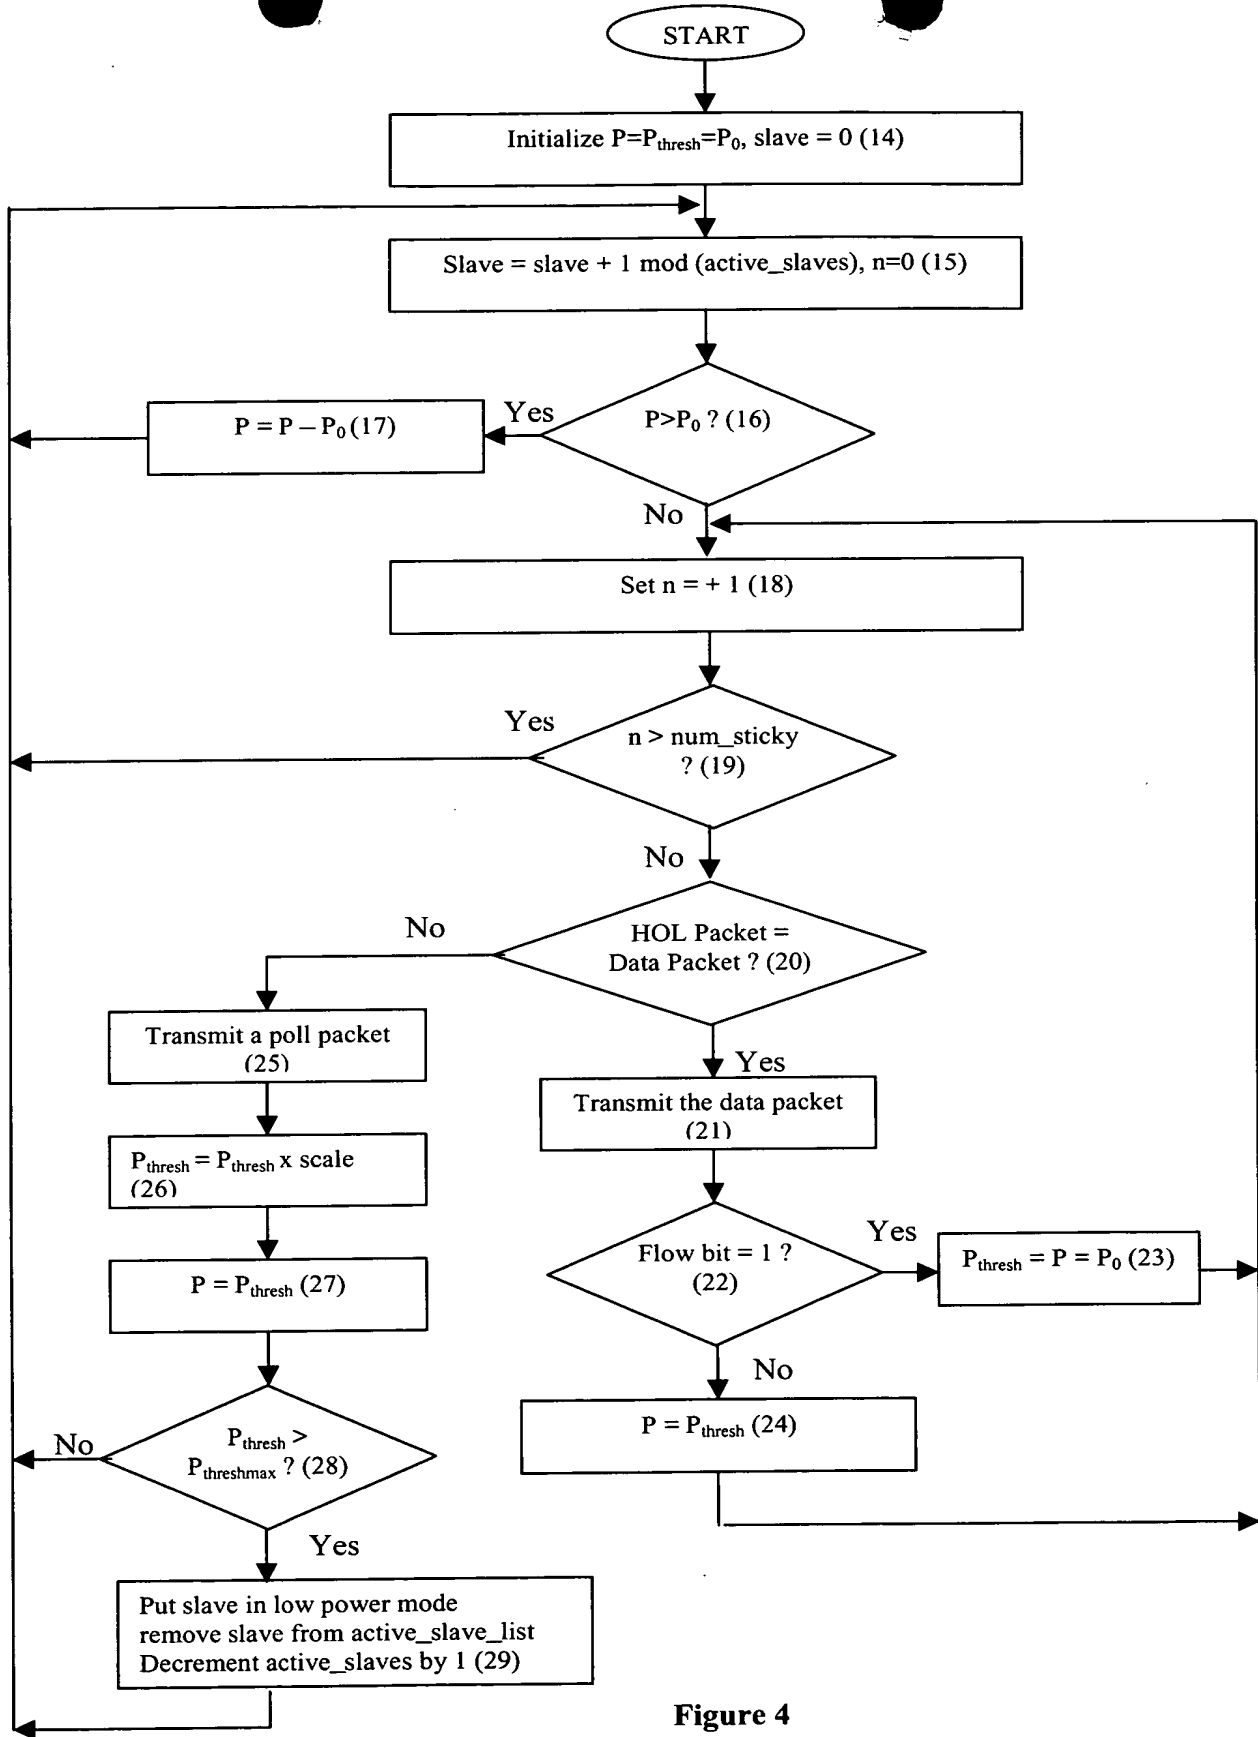 START
Initialize P=Pthresh=P0, slave = 0 (14)
Slave = slave + 1 mod (active_slaves), n=0 (15)
P>P0 ? (16)
Yes
P = P – P0 (17)
No
Set n = + 1 (18)
n > num_sticky
? (19)
Yes
No
HOL Packet =
Data Packet ? (20)
No
Yes
Transmit a poll packet
(25)
Transmit the data packet
(21)
Pthresh = Pthresh x scale
(26)
Flow bit = 1 ?
(22)
Yes
Pthresh = P = P0 (23)
P = Pthresh (27)
No
P = Pthresh (24)
Pthresh >
Pthreshmax ? (28)
No
Yes
Put slave in low power mode
remove slave from active_slave_list
Decrement active_slaves by 1 (29)
Figure 4